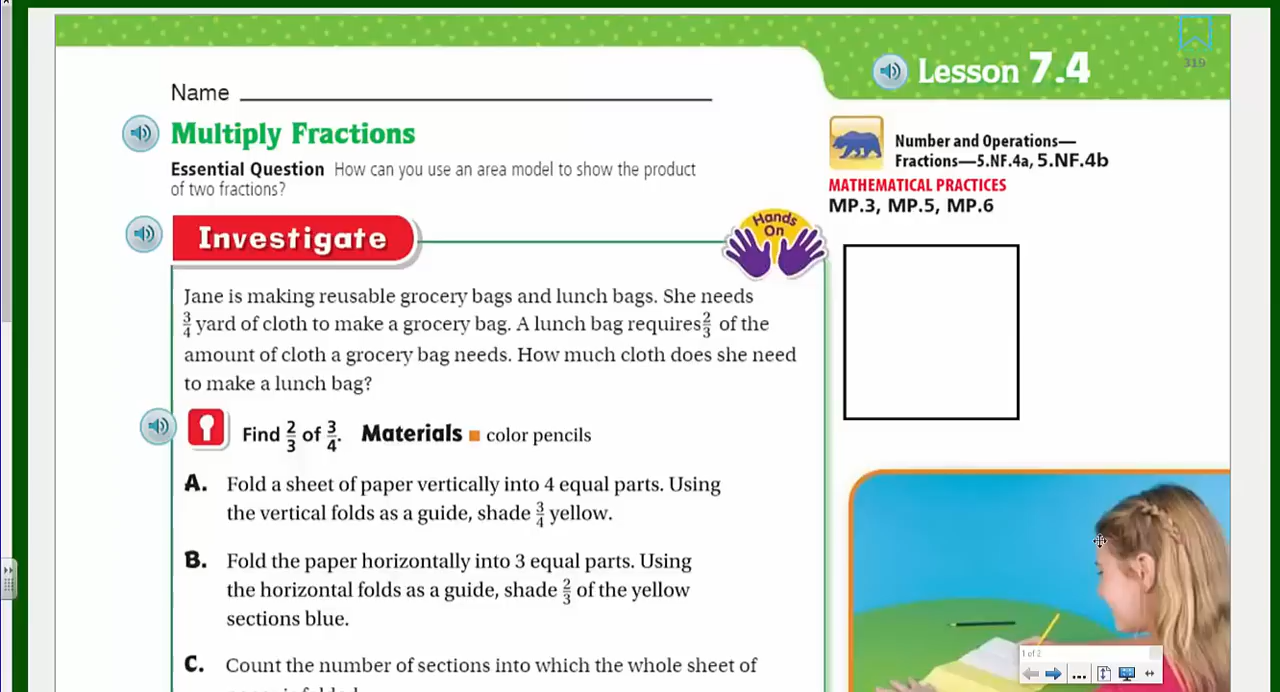 319
Lesson 7.4
Name
Multiply Fractions
Essential Question How can you use an area model to show the product
of two fractions?
Number and Operations—
Fractions—5.NF.4a, 5.NF.4b
MATHEMATICAL PRACTICES
MP.3, MP.5, MP.6
Investigate
Hands
On
Jane is making reusable grocery bags and lunch bags. She needs
3/4 yard of cloth to make a grocery bag. A lunch bag requires 2/3 of the
amount of cloth a grocery bag needs. How much cloth does she need
to make a lunch bag?
Find 2/3 of 3/4. Materials ■ color pencils
A. Fold a sheet of paper vertically into 4 equal parts. Using
the vertical folds as a guide, shade 3/4 yellow.
B. Fold the paper horizontally into 3 equal parts. Using
the horizontal folds as a guide, shade 2/3 of the yellow
sections blue.
C. Count the number of sections into which the whole sheet of
1 of 2